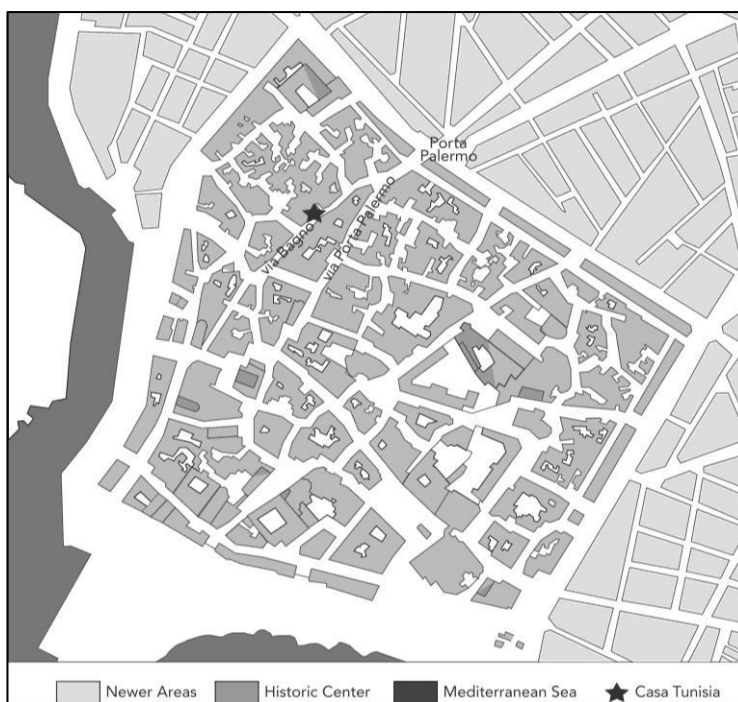 Porta
Palermo
Via Bagno
Via Porta Palermo
Newer Areas
Historic Center
Mediterranean Sea
Casa Tunisia